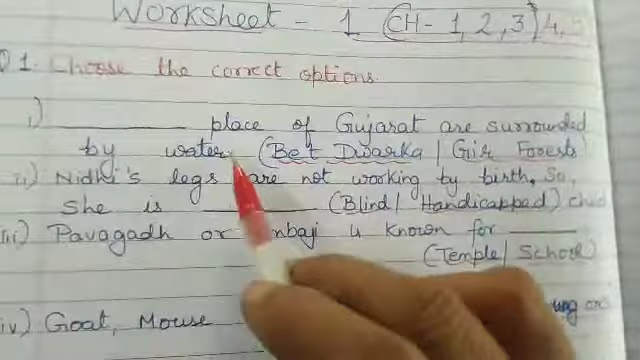 Worksheet - 1 (CH- 1, 2, 3, 4,
Q1. Choose the correct options.
i) ________ place of Gujarat are surrounded
by water. (Bet Dwarka | Gir Forests
ii) Nidhi's legs are not working by birth. So,
She is ________ (Blind / Handicapped) child
iii) Pavagadh or Ambaji is known for ________
(Temple / School)
iv) Goat, Mouse